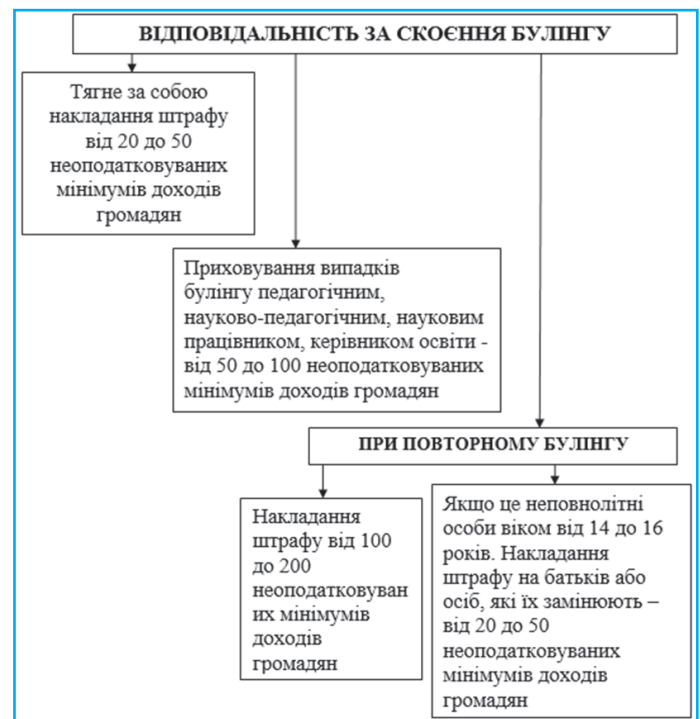 ВІДПОВІДАЛЬНІСТЬ ЗА СКОЄННЯ БУЛІНГУ
Тягне за собою
накладання штрафу
від 20 до 50
неоподатковуваних
мінімумів доходів
громадян
Приховування випадків
булінгу педагогічним,
науково-педагогічним, науковим
працівником, керівником освіти -
від 50 до 100 неоподатковуваних
мінімумів доходів громадян
ПРИ ПОВТОРНОМУ БУЛІНГУ
Накладання
штрафу від 100
до 200
неоподатковуван
их мінімумів
доходів
громадян
Якщо це неповнолітні
особи віком від 14 до 16
років. Накладання
штрафу на батьків або
осіб, які їх замінюють –
від 20 до 50
неоподатковуваних
мінімумів доходів
громадян